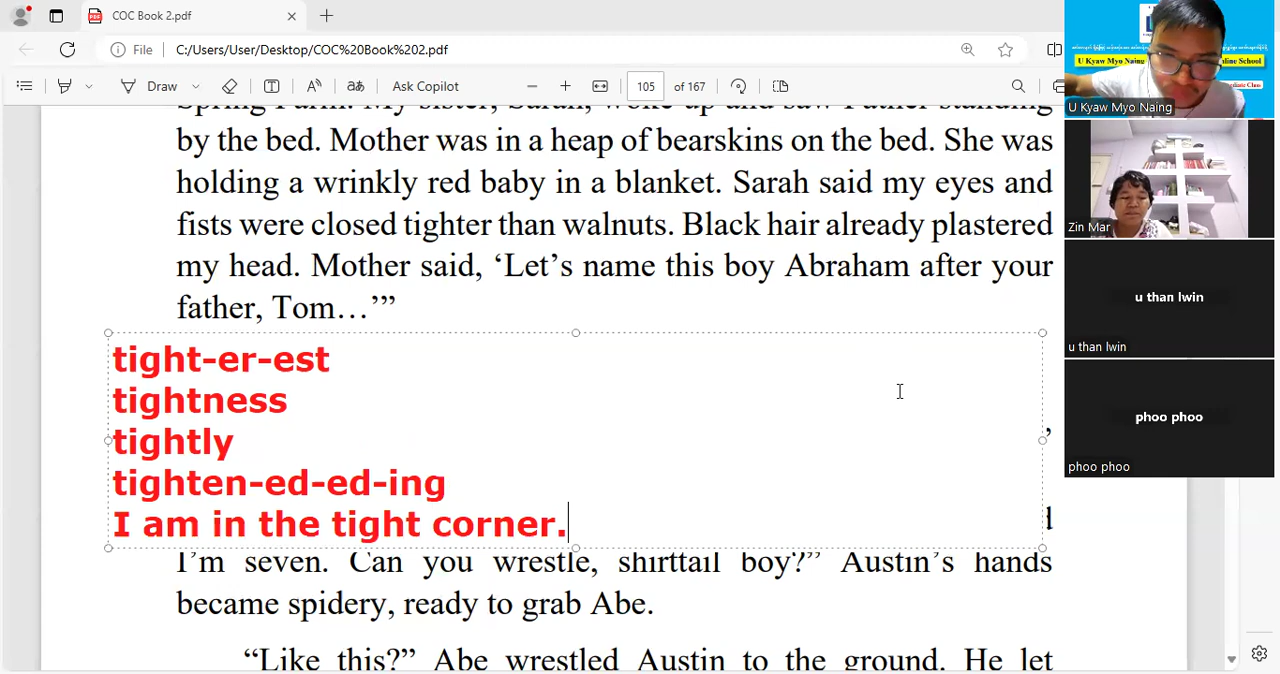 COC Book 2.pdf
File
C:/Users/User/Desktop/COC%20Book%202.pdf
Draw
Ask Copilot
105 of 167
by the bed. Mother was in a heap of bearskins on the bed. She was
holding a wrinkly red baby in a blanket. Sarah said my eyes and
fists were closed tighter than walnuts. Black hair already plastered
my head. Mother said, ‘Let’s name this boy Abraham after your
father, Tom…’”
tight-er-est
tightness
tightly
tighten-ed-ed-ing
I am in the tight corner.
I’m seven. Can you wrestle, shirttail boy?” Austin’s hands
became spidery, ready to grab Abe.
“Like this?” Abe wrestled Austin to the ground. He let
U Kyaw Myo Naing
U Kyaw Myo Naing
Zin Mar
u than lwin
u than lwin
phoo phoo
phoo phoo